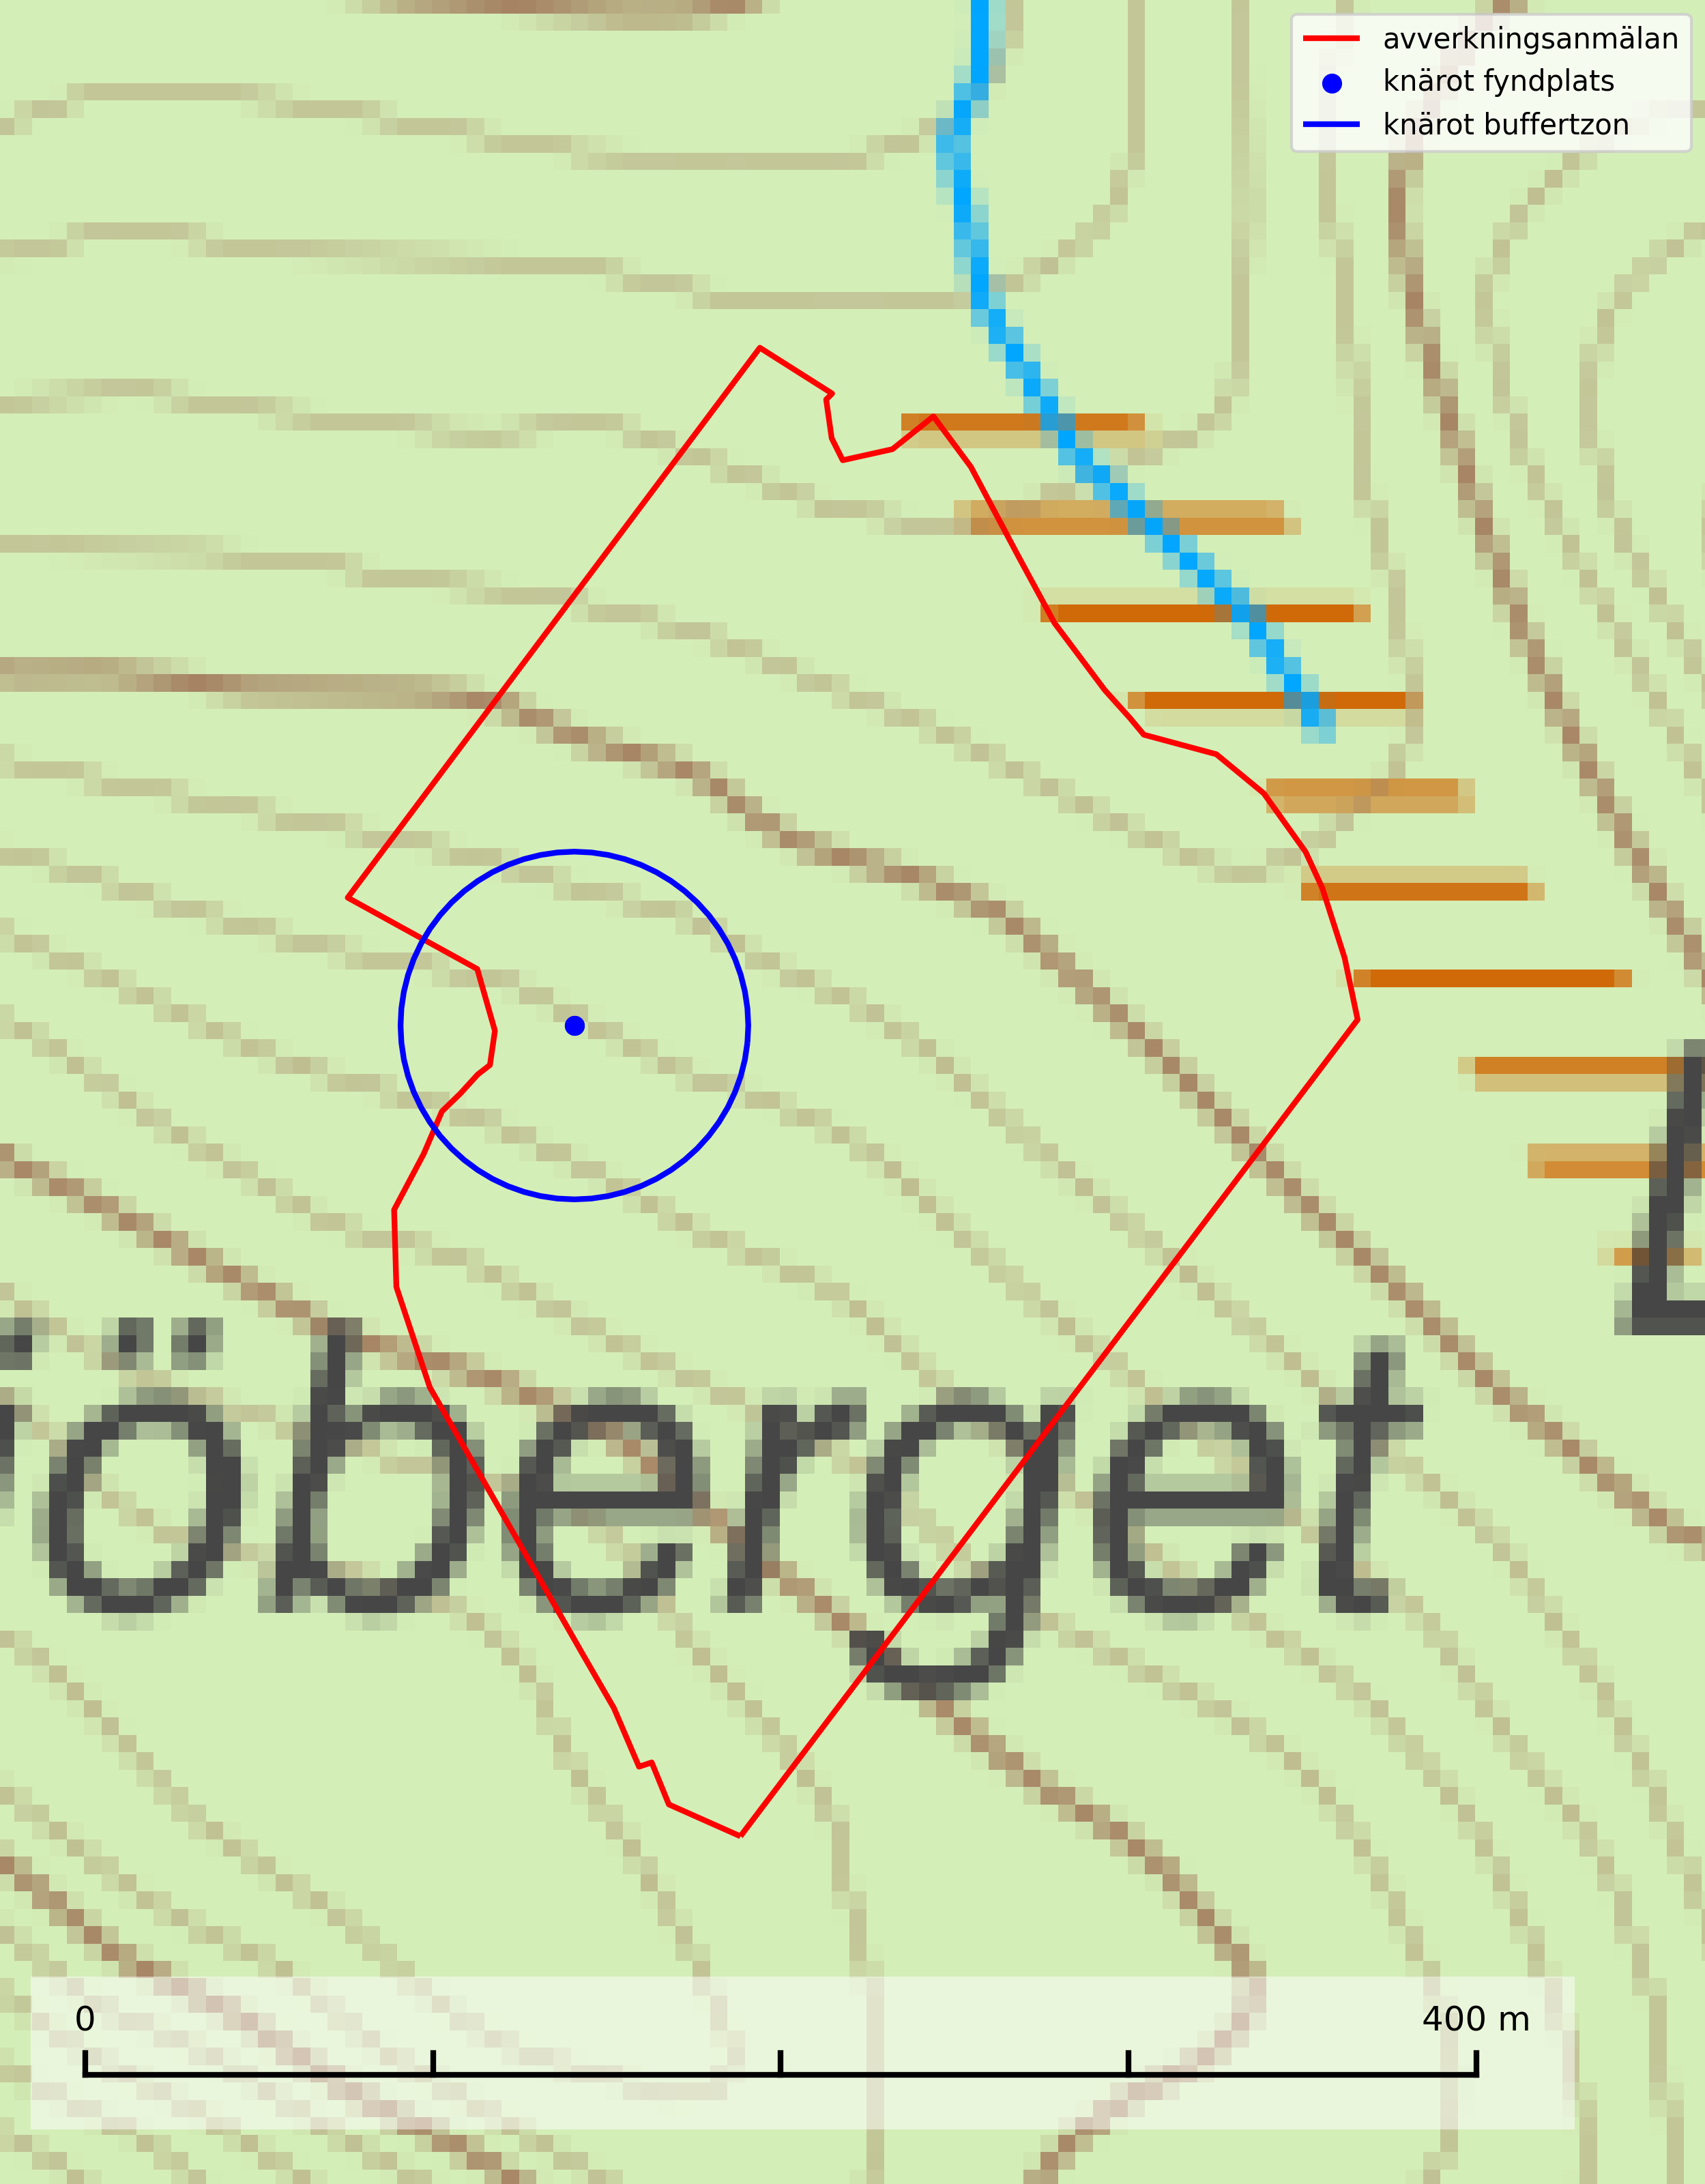 avverkningsanmälan
knärot fyndplats
knärot buffertzon
öberget
0 400 m